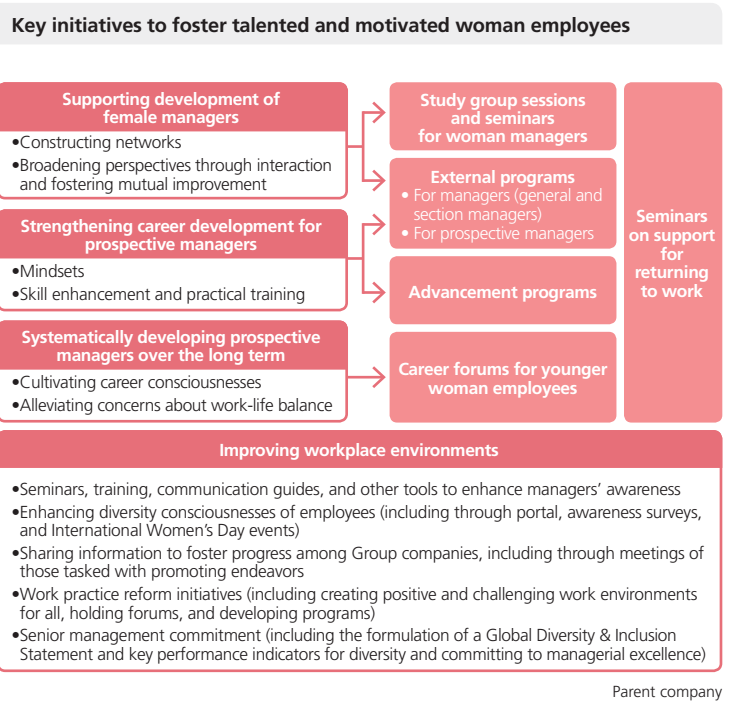 Key initiatives to foster talented and motivated woman employees
Supporting development of
female managers
•Constructing networks
•Broadening perspectives through interaction
and fostering mutual improvement
Strengthening career development for
prospective managers
•Mindsets
•Skill enhancement and practical training
Systematically developing prospective
managers over the long term
•Cultivating career consciousnesses
•Alleviating concerns about work-life balance
Study group sessions
and seminars
for woman managers
External programs
• For managers (general and
section managers)
• For prospective managers
Advancement programs
Career forums for younger
woman employees
Seminars
on support
for
returning
to work
Improving workplace environments
•Seminars, training, communication guides, and other tools to enhance managers’ awareness
•Enhancing diversity consciousnesses of employees (including through portal, awareness surveys,
and International Women’s Day events)
•Sharing information to foster progress among Group companies, including through meetings of
those tasked with promoting endeavors
•Work practice reform initiatives (including creating positive and challenging work environments
for all, holding forums, and developing programs)
•Senior management commitment (including the formulation of a Global Diversity & Inclusion
Statement and key performance indicators for diversity and committing to managerial excellence)
Parent company